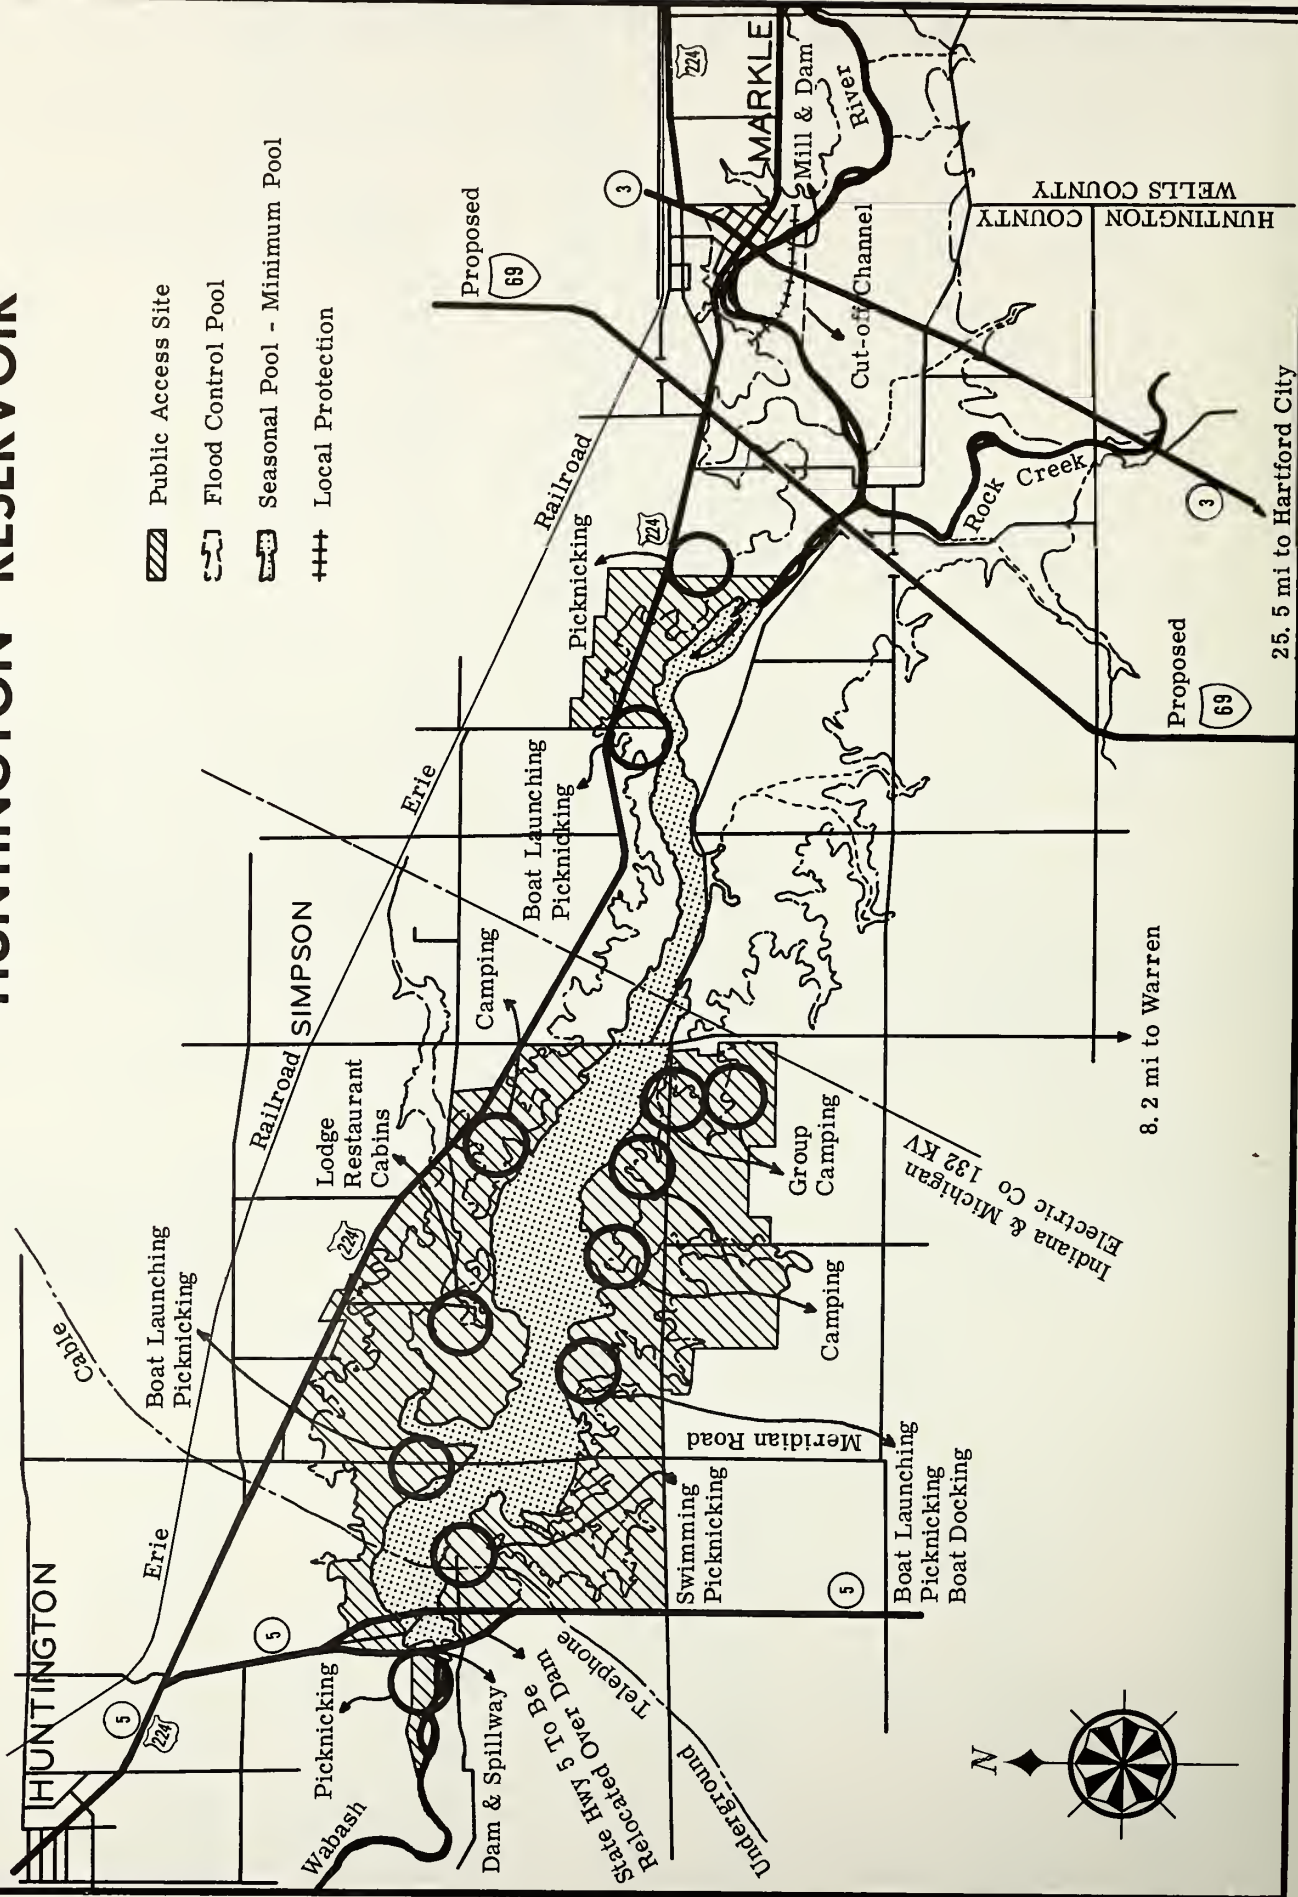 HUNTINGTON RESERVOIR
Public Access Site
Flood Control Pool
Seasonal Pool - Minimum Pool
Local Protection
HUNTINGTON
5
224
Erie
Railroad
Cable
5
Boat Launching
Picknicking
224
SIMPSON
Lodge
Restaurant
Cabins
Camping
Erie
Railroad
Boat Launching
Picknicking
Picknicking
224
Proposed
69
3
224
MARKLE
Mill & Dam
River
Cut-off Channel
WELLS COUNTY
HUNTINGTON COUNTY
Rock Creek
3
25. 5 mi to Hartford City
Proposed
69
8. 2 mi to Warren
Indiana & Michigan
Electric Co 132 KV
Group
Camping
Camping
Meridian Road
Boat Launching
Picknicking
Boat Docking
Swimming
Picknicking
5
Picknicking
Wabash
Dam & Spillway
State Hwy 5 To Be
Relocated Over Dam
Underground
Telephone
N